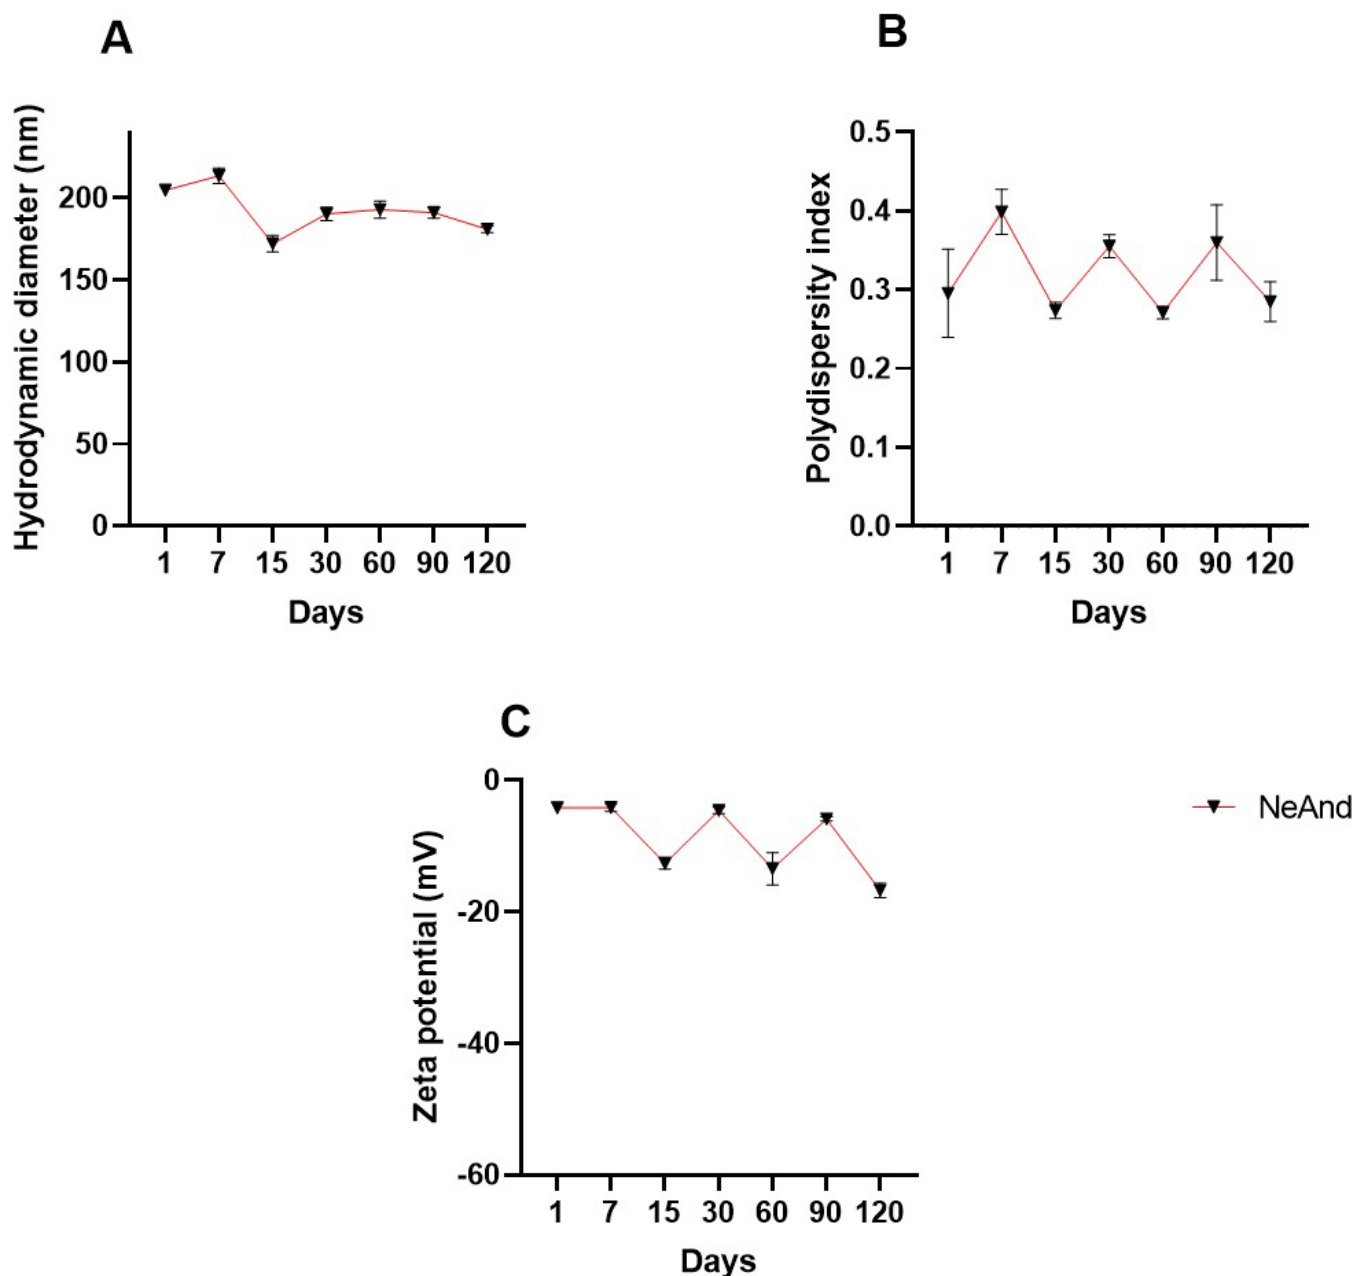 A
Hydrodynamic diameter (nm)
200
150
100
50
0
1 7 15 30 60 90 120
Days
B
Polydispersity index
0.5
0.4
0.3
0.2
0.1
0.0
1 7 15 30 60 90 120
Days
C
Zeta potential (mV)
0
-20
-40
-60
1 7 15 30 60 90 120
Days
NeAnd